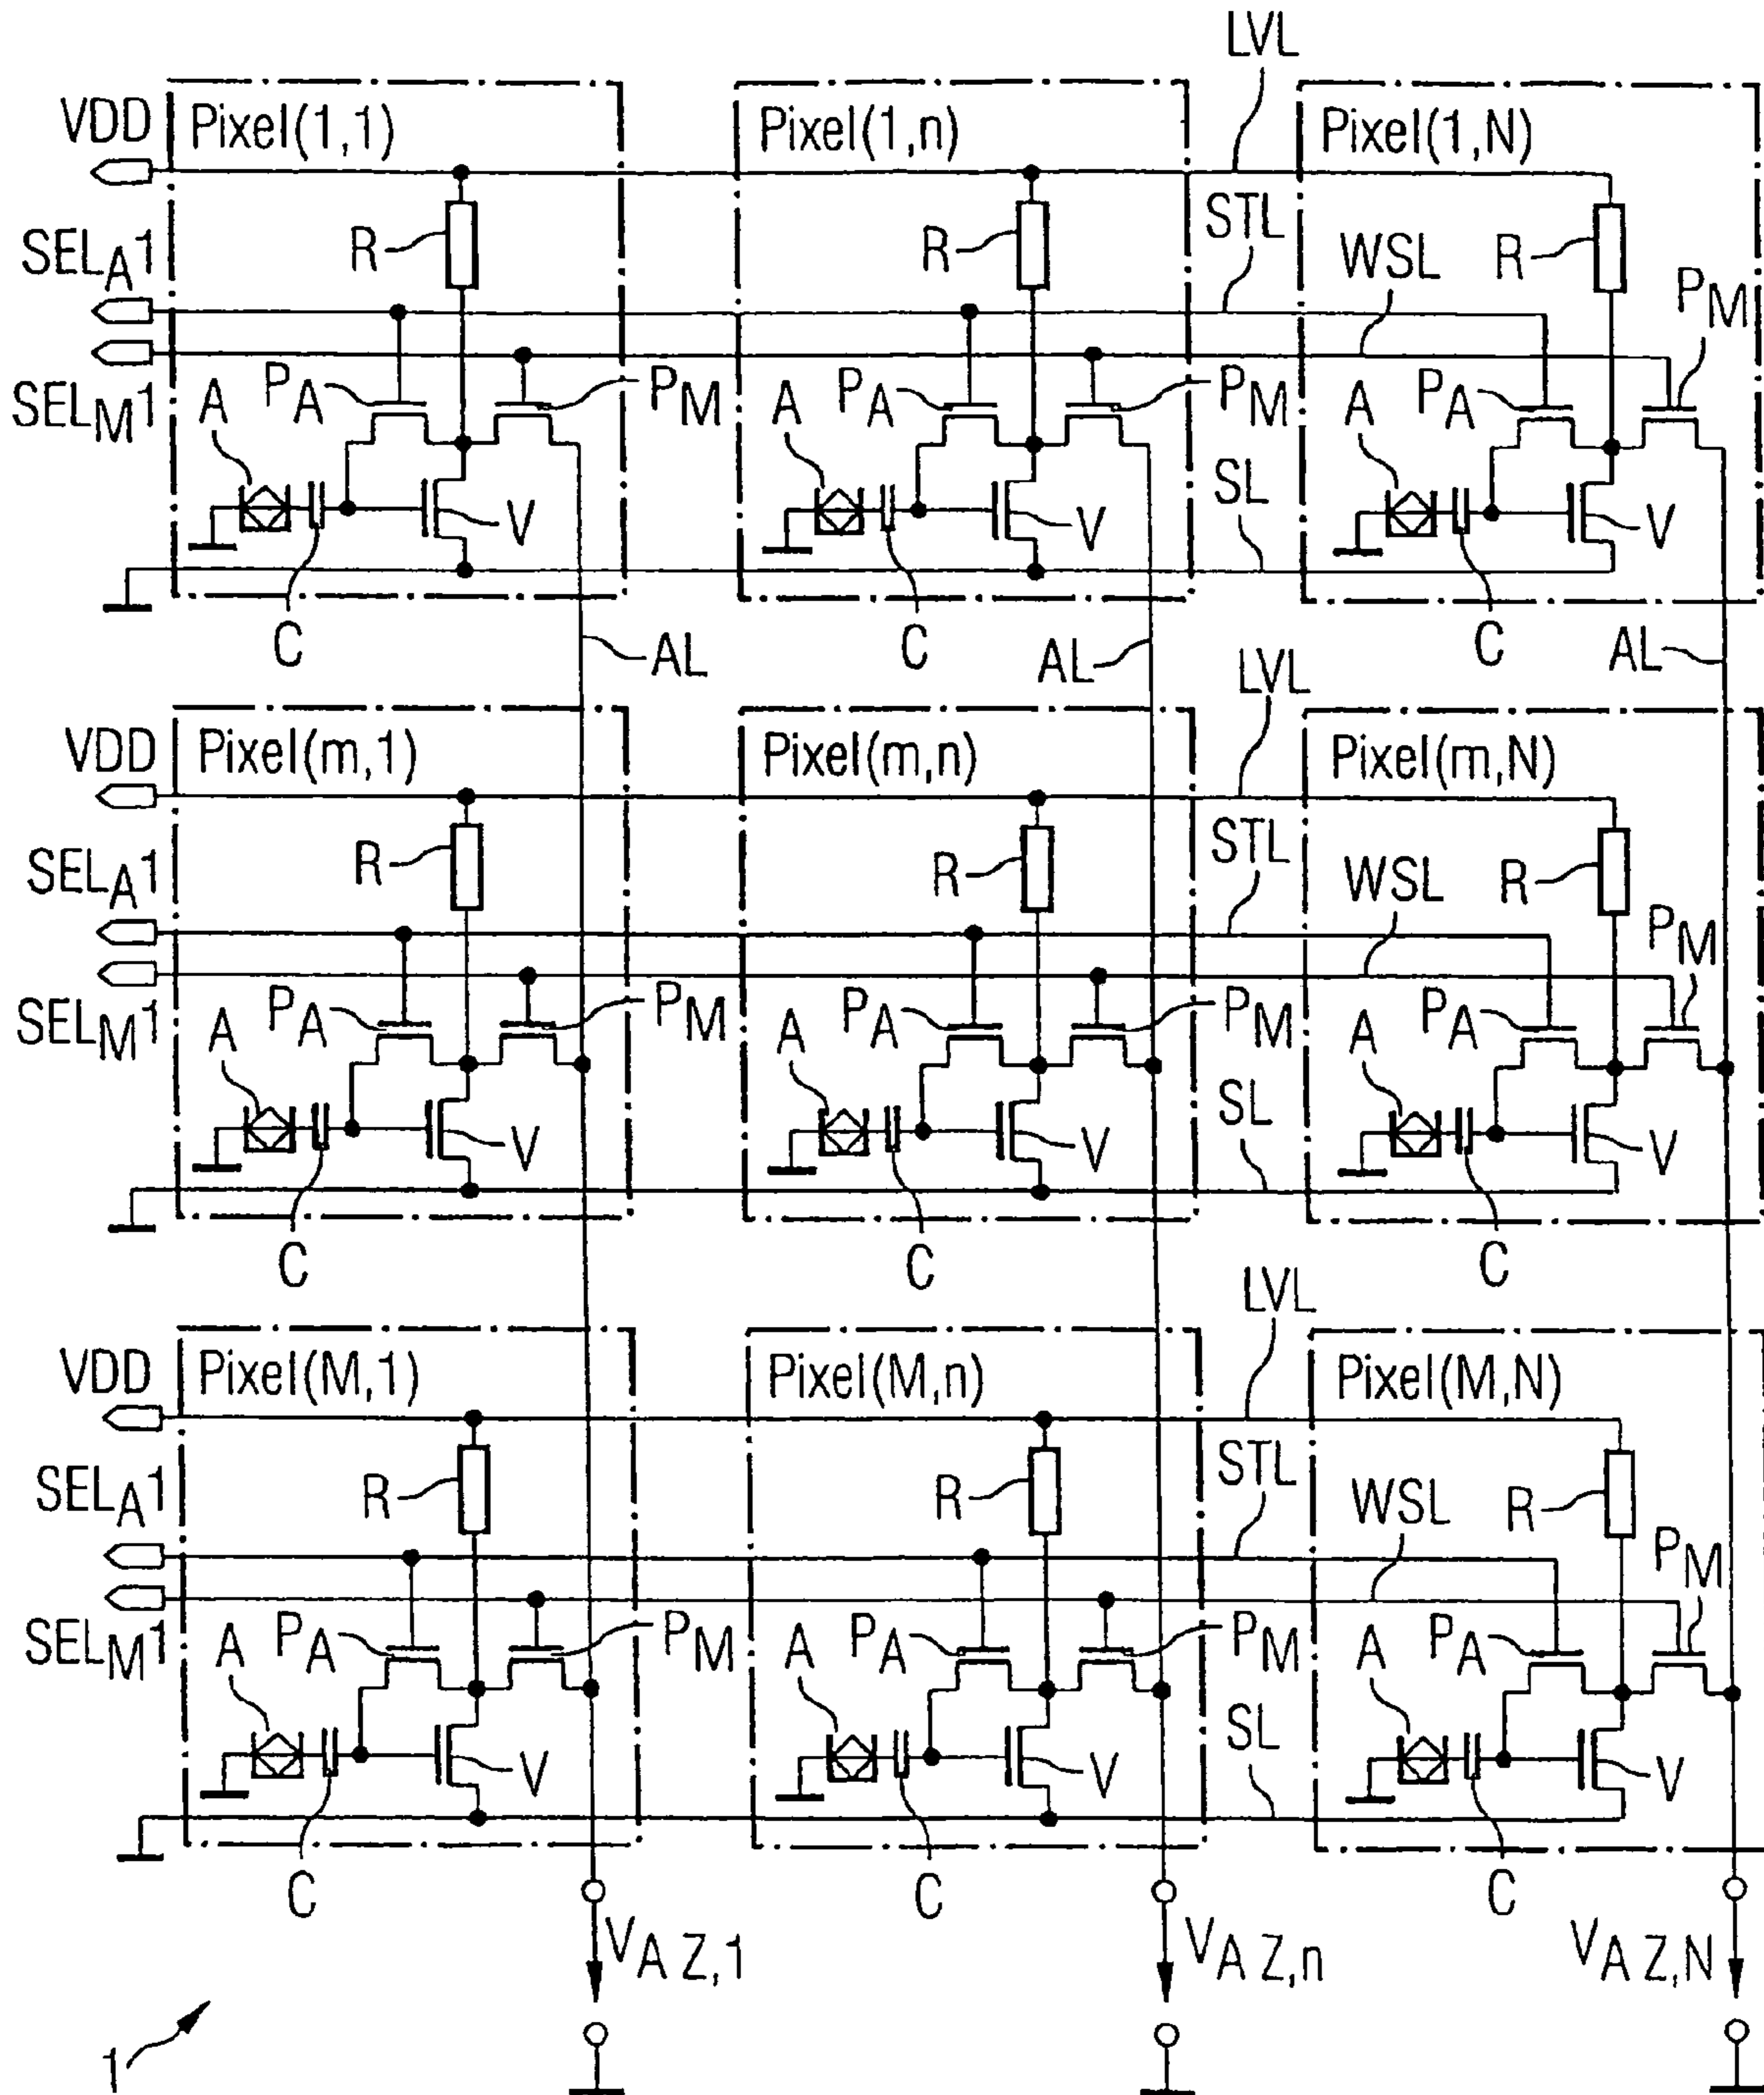 LVL
VDD Pixel(1,1) Pixel(1,n) Pixel(1,N)
R R STL WSL R
SELA1 PM
SELM1 A PA PM A PA PM A PA
V V SL V
C AL C AL C AL
LVL
VDD Pixel(m,1) Pixel(m,n) Pixel(m,N)
R R STL WSL R
SELA1 PM
SELM1 A PA PM A PA PM A PA
V V SL V
C C C
LVL
VDD Pixel(M,1) Pixel(M,n) Pixel(M,N)
R R STL WSL R
SELA1 PM
SELM1 A PA PM A PA PM A PA
V V SL V
C C C
VA Z,1 VA Z,n VA Z,N
1